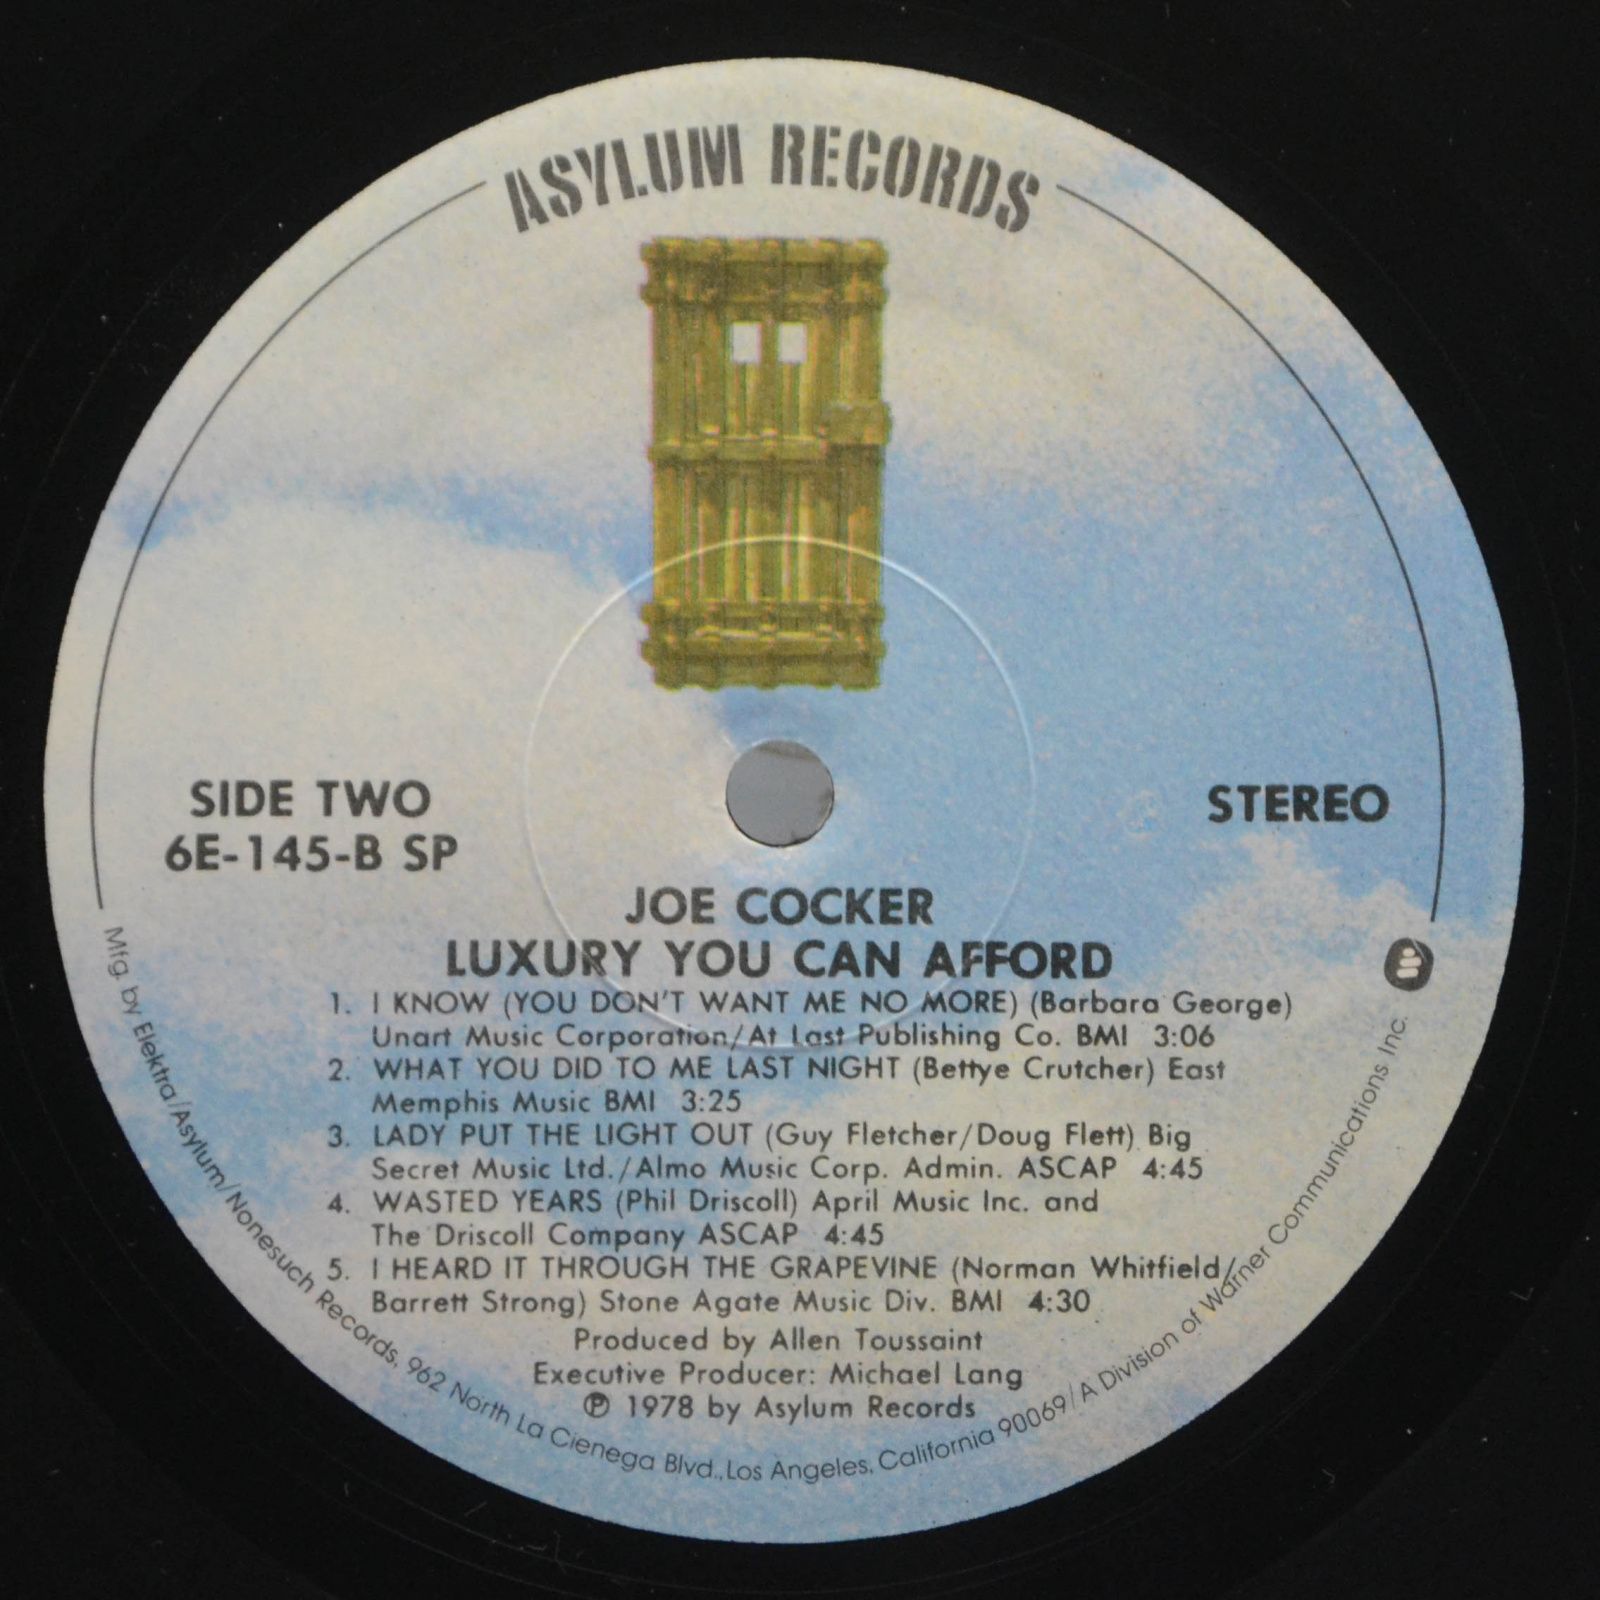 ASYLUM RECORDS
SIDE TWO
6E-145-B SP
STEREO
JOE COCKER
LUXURY YOU CAN AFFORD
1. I KNOW (YOU DON'T WANT ME NO MORE) (Barbara George)
Unart Music Corporation/At Last Publishing Co. BMI 3:06
2. WHAT YOU DID TO ME LAST NIGHT (Bettye Crutcher) East
Memphis Music BMI 3:25
3. LADY PUT THE LIGHT OUT (Guy Fletcher/Doug Flett) Big
Secret Music Ltd./Almo Music Corp. Admin. ASCAP 4:45
4. WASTED YEARS (Phil Driscoll) April Music Inc. and
The Driscoll Company ASCAP 4:45
5. I HEARD IT THROUGH THE GRAPEVINE (Norman Whitfield/
Barrett Strong) Stone Agate Music Div. BMI 4:30
Produced by Allen Toussaint
Executive Producer: Michael Lang
℗ 1978 by Asylum Records
Mfg. by Elektra/Asylum/Nonesuch Records, 962 North La Cienega Blvd., Los Angeles, California 90069/A Division of Warner Communications Inc.